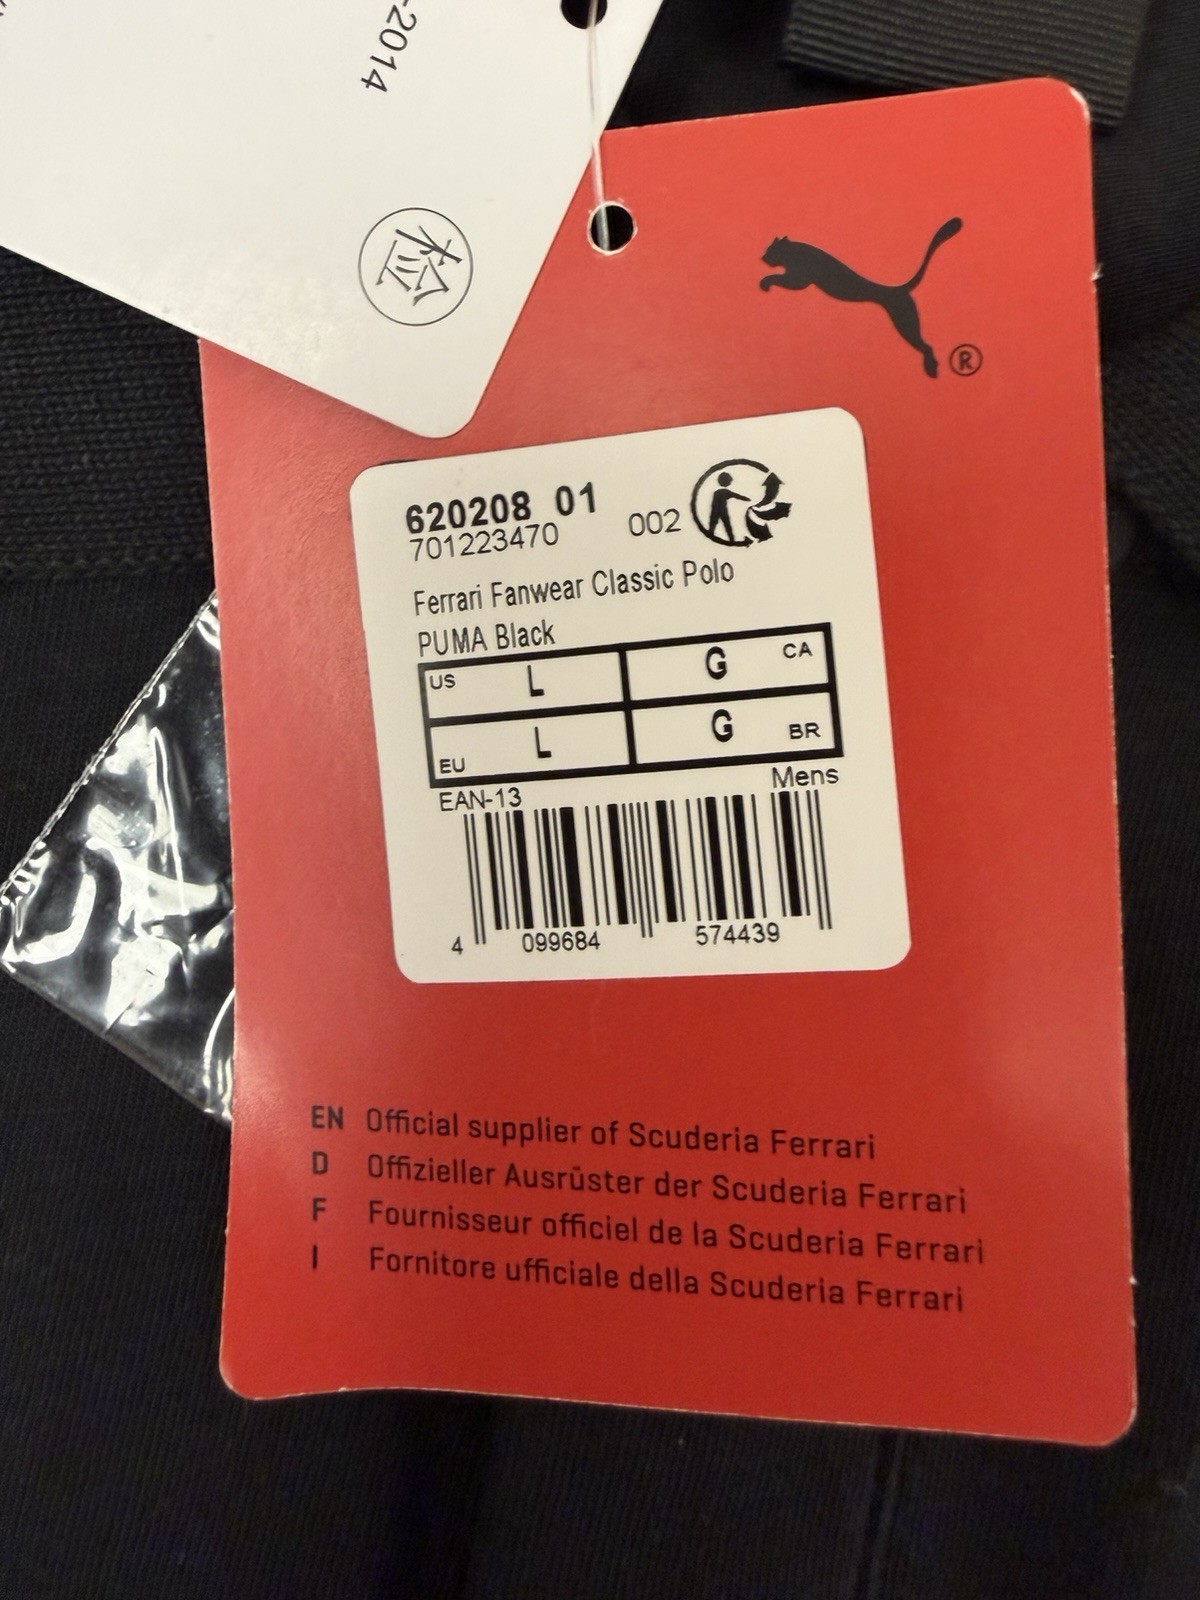 -2014
检
®
620208 01
701223470
002
Ferrari Fanwear Classic Polo
PUMA Black
US L G CA
EU L G BR
EAN-13 Mens
4 099684 574439
EN Official supplier of Scuderia Ferrari
D Offizieller Ausrüster der Scuderia Ferrari
F Fournisseur officiel de la Scuderia Ferrari
I Fornitore ufficiale della Scuderia Ferrari